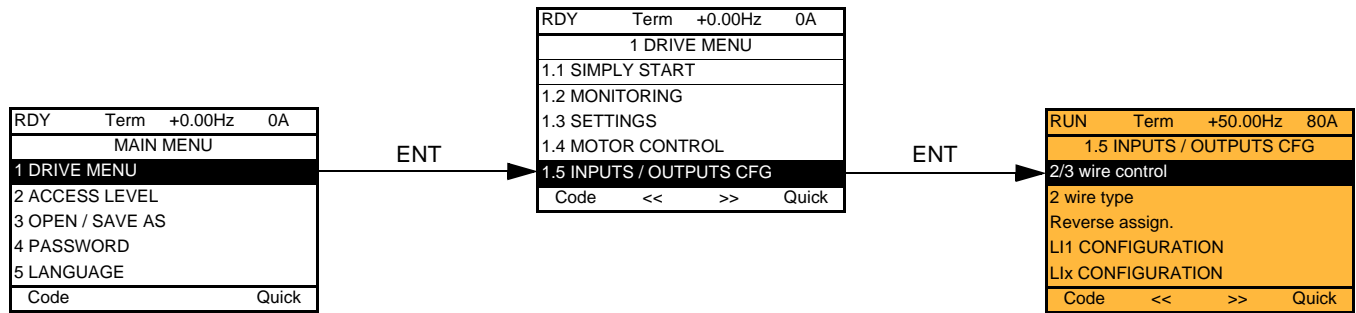 RDY Term +0.00Hz 0A
MAIN MENU
1 DRIVE MENU
2 ACCESS LEVEL
3 OPEN / SAVE AS
4 PASSWORD
5 LANGUAGE
Code Quick
ENT
RDY Term +0.00Hz 0A
1 DRIVE MENU
1.1 SIMPLY START
1.2 MONITORING
1.3 SETTINGS
1.4 MOTOR CONTROL
1.5 INPUTS / OUTPUTS CFG
Code << >> Quick
ENT
RUN Term +50.00Hz 80A
1.5 INPUTS / OUTPUTS CFG
2/3 wire control
2 wire type
Reverse assign.
LI1 CONFIGURATION
LIx CONFIGURATION
Code << >> Quick